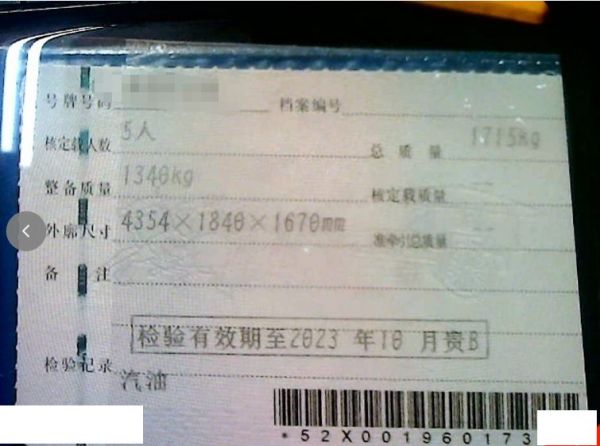 号牌号码 档案编号
核定载人数 5人 总质量 1715kg
整备质量 1340kg 核定载质量 --
外廓尺寸 4354×1840×1670mm 准牵引总质量 --
备注
检验有效期至2023 年10 月贵B
检验记录
汽油
*52X001960173